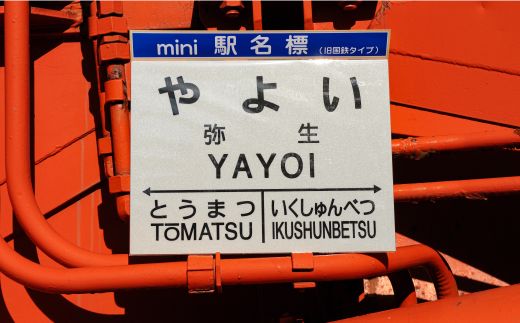 mini 駅名標（旧国鉄タイプ）
やよい
弥生
YAYOI
とうまつ いくしゅんべつ
TōMATSU IKUSHUNBETSU